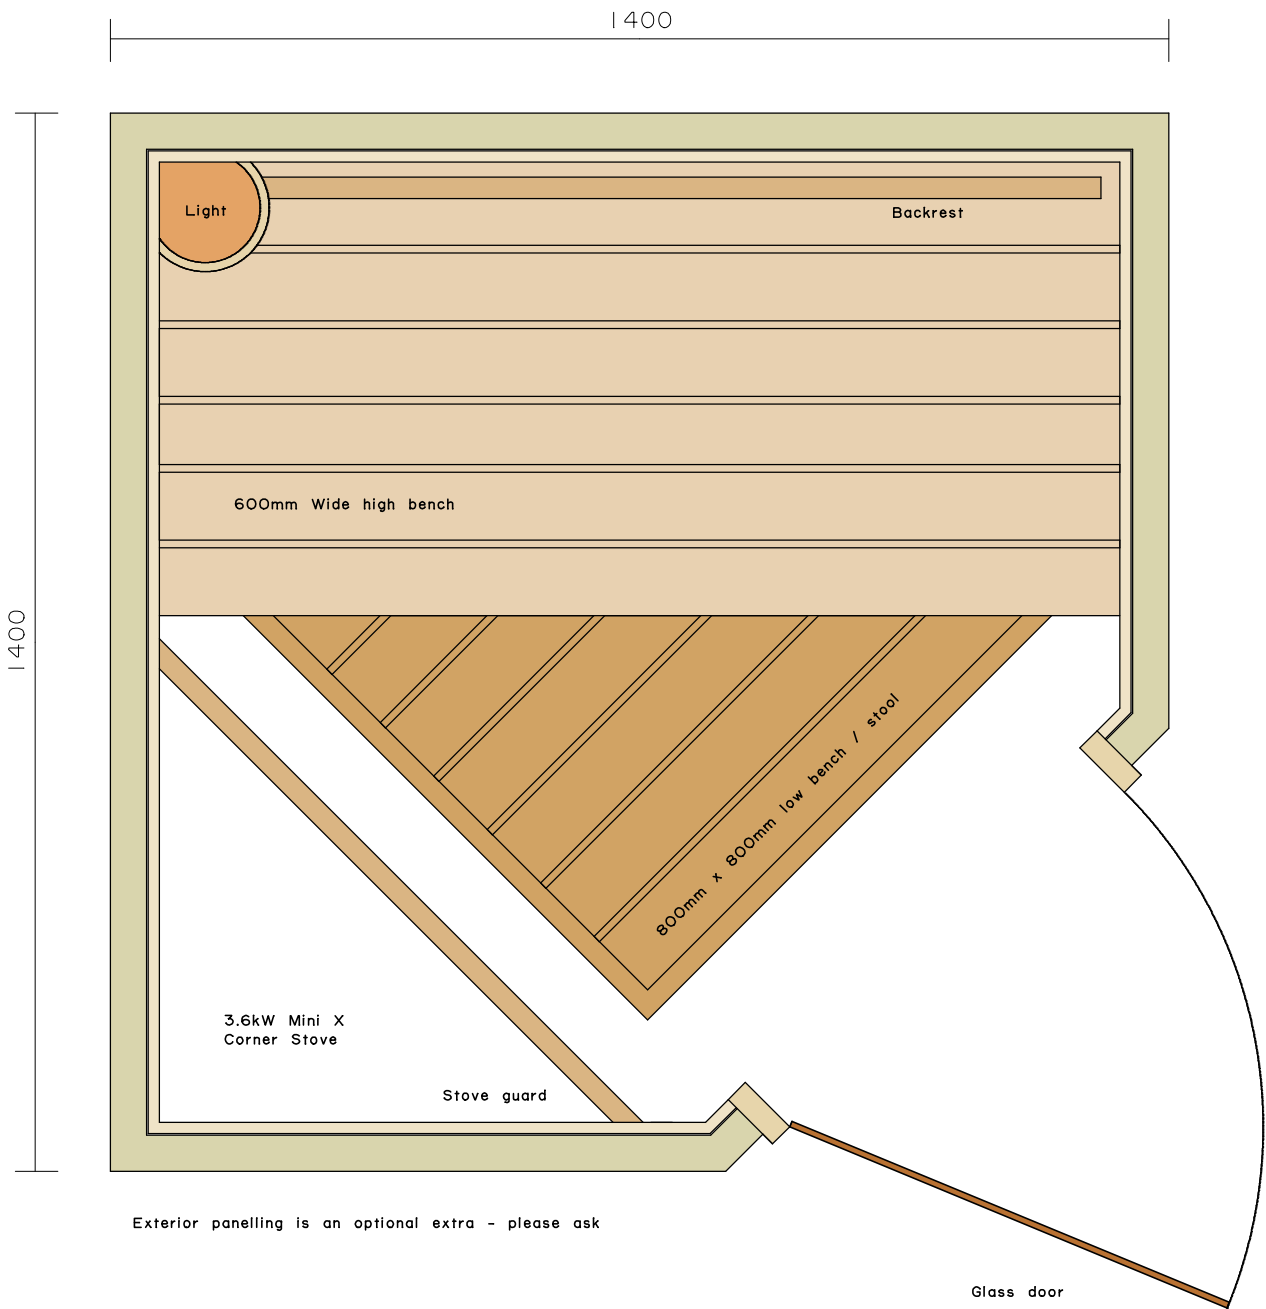 1400
1400
Light
Backrest
600mm Wide high bench
800mm x 800mm low bench / stool
3.6kW Mini X
Corner Stove
Stove guard
Exterior panelling is an optional extra - please ask
Glass door